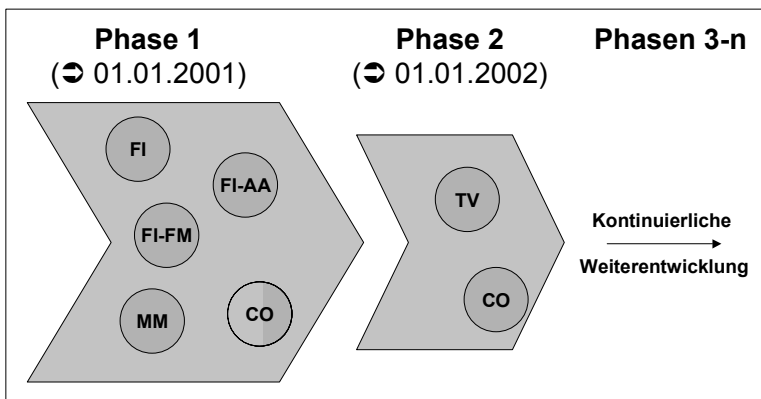 Phase 1
(➲ 01.01.2001)
Phase 2
(➲ 01.01.2002)
Phasen 3-n
FI
FI-AA
FI-FM
MM
CO
TV
CO
Kontinuierliche
Weiterentwicklung